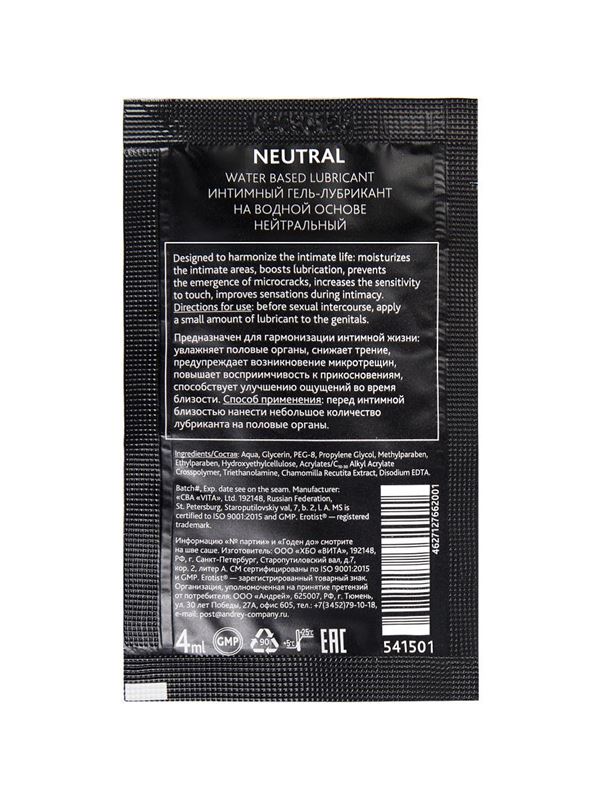 NEUTRAL
WATER BASED LUBRICANT
ИНТИМНЫЙ ГЕЛЬ-ЛУБРИКАНТ
НА ВОДНОЙ ОСНОВЕ
НЕЙТРАЛЬНЫЙ
Designed to harmonize the intimate life: moisturizes
the intimate areas, boosts lubrication, prevents
the emergence of microcracks, increases the sensitivity
to touch, improves sensations during intimacy.
Directions for use: before sexual intercourse, apply
a small amount of lubricant to the genitals.
Предназначен для гармонизации интимной жизни:
увлажняет половые органы, снижает трение,
предупреждает возникновение микротрещин,
повышает восприимчивость к прикосновениям,
способствует улучшению ощущений во время
близости. Способ применения: перед интимной
близостью нанести небольшое количество
лубриканта на половые органы.
Ingredients/Состав: Aqua, Glycerin, PEG-8, Propylene Glycol, Methylparaben,
Ethylparaben, Hydroxyethylcellulose, Acrylates/C10-30 Alkyl Acrylate
Crosspolymer, Triethanolamine, Chamomilla Recutita Extract, Disodium EDTA.
Batch#, Exp. date see on the seam. Manufacturer:
«CBA «VITA», Ltd. 192148, Russian Federation,
St. Petersburg, Staroputilovskiy val, 7, b. 2, l. A. MS is
certified on ISO 9001:2015 and GMP. Erotist® — registered
trademark.
Информацию «№ партии» и «Годен до» смотрите
на шве саше. Изготовитель: ООО «ХБО «ВИТА», 192148,
РФ, г. Санкт-Петербург, Старопутиловский вал, д.7,
кор. 2, литер А. СМ сертифицированы по ISO 9001:2015
и GMP. Erotist® — зарегистрированный товарный знак.
Организация, уполномоченная на принятие претензий
от потребителя: ООО «Андрей», 625007, РФ, г. Тюмень,
ул. 30 лет Победы, 27А, офис 605, тел.: +7(3452)79-10-18,
e-mail: post@andrey-company.ru
4627127662001
4ml
GMP
90
+5°C
+25°C
EAC
541501